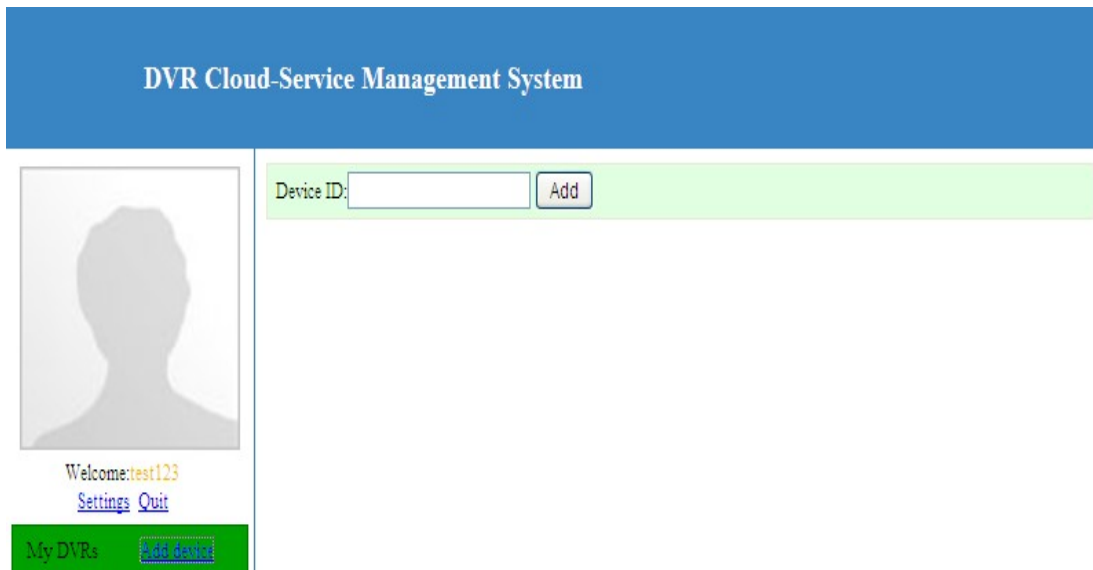 DVR Cloud-Service Management System
Device ID: Add
Welcome:test123
Settings Quit
My DVRs Add device